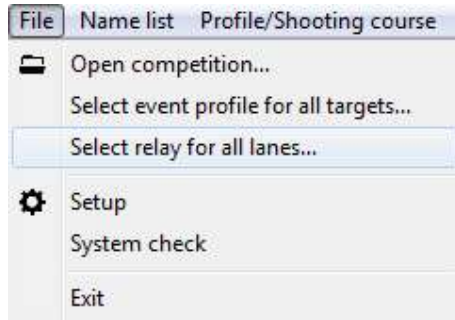 File Name list Profile/Shooting course
Open competition...
Select event profile for all targets...
Select relay for all lanes...
Setup
System check
Exit